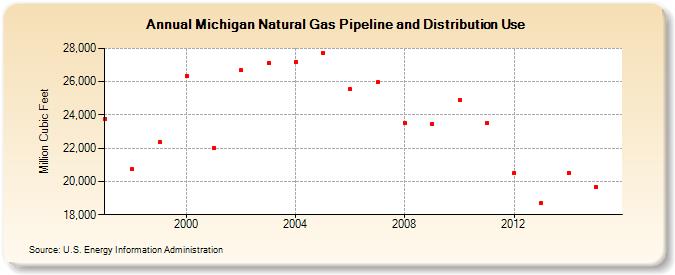 Annual Michigan Natural Gas Pipeline and Distribution Use
Million Cubic Feet
28,000
26,000
24,000
22,000
20,000
18,000
2000 2004 2008 2012
Source: U.S. Energy Information Administration